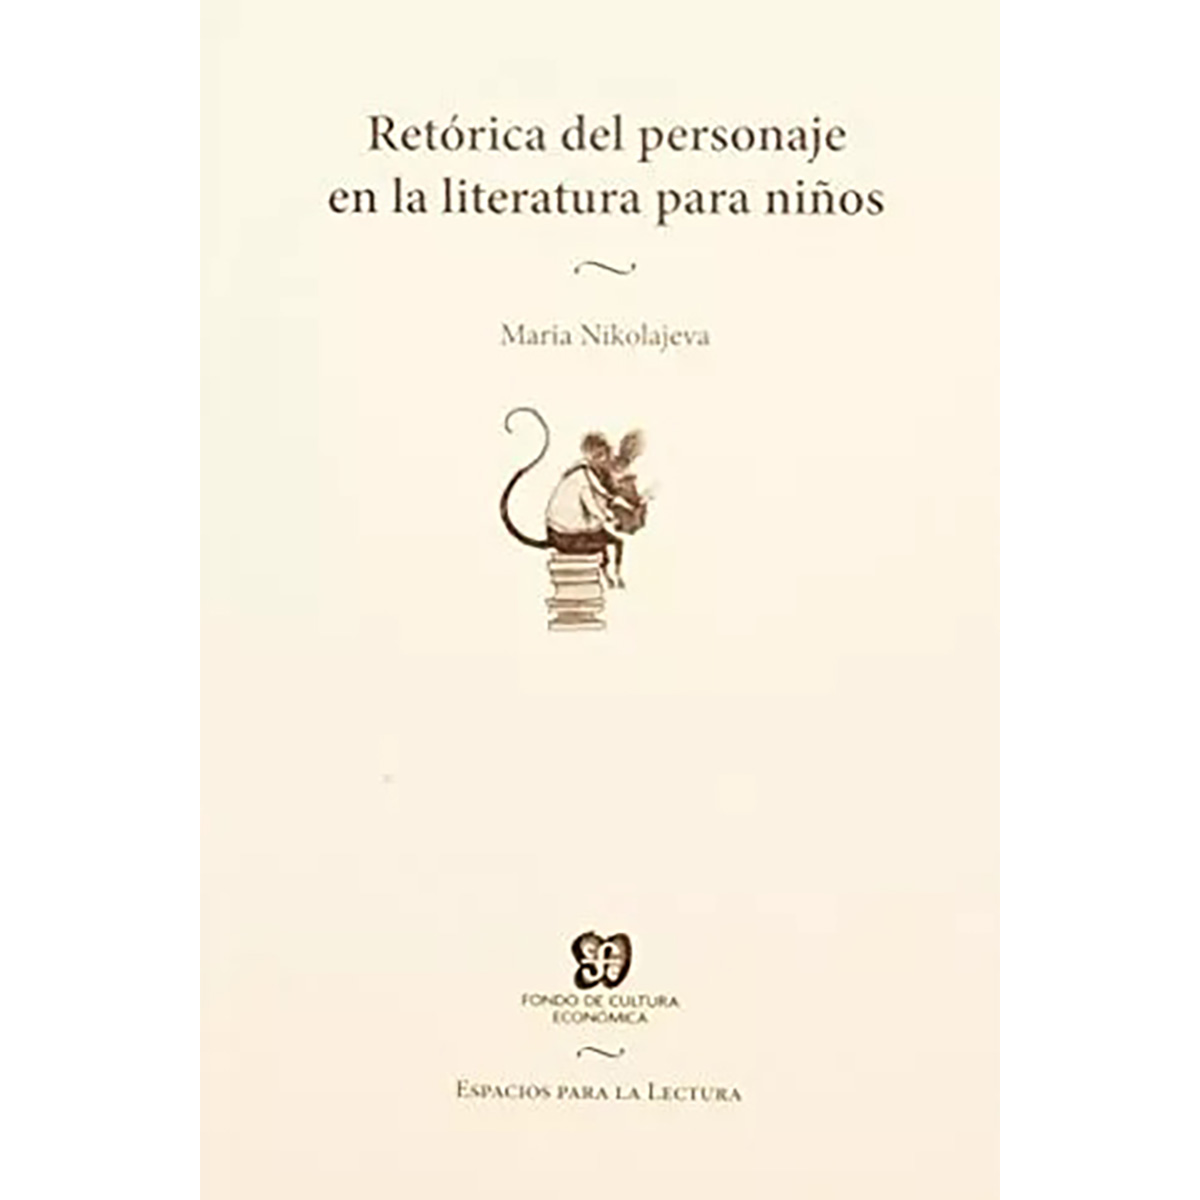 Retórica del personaje
en la literatura para niños
Maria Nikolajeva
FONDO DE CULTURA
ECONÓMICA
ESPACIOS PARA LA LECTURA